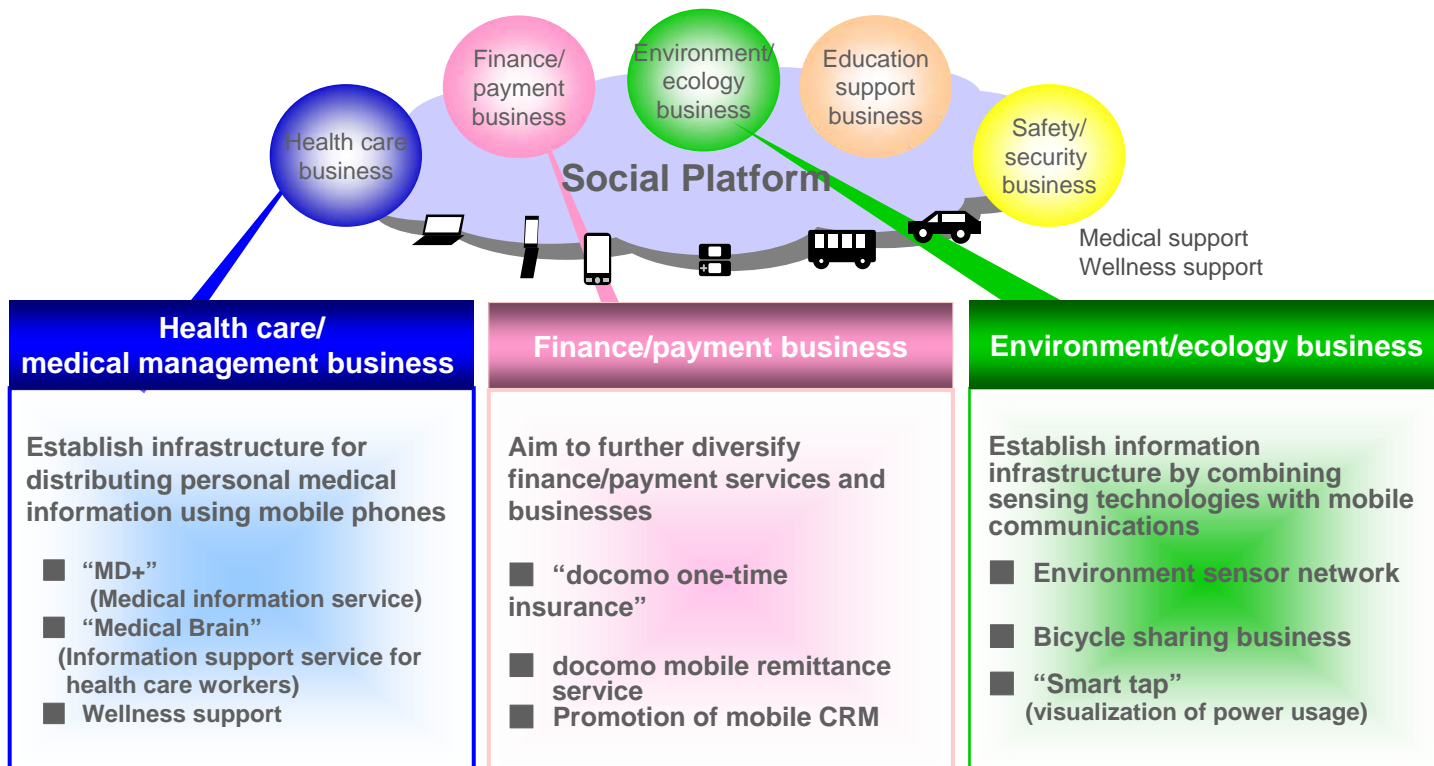 Finance/
payment
business
Environment/
ecology
business
Education
support
business
Health care
business
Safety/
security
business
Social Platform
Medical support
Wellness support
Health care/
medical management business
Establish infrastructure for
distributing personal medical
information using mobile phones
■ “MD+”
(Medical information service)
■ “Medical Brain”
(Information support service for
health care workers)
■ Wellness support
Finance/payment business
Aim to further diversify
finance/payment services and
businesses
■ “docomo one-time
insurance”
■ docomo mobile remittance
service
■ Promotion of mobile CRM
Environment/ecology business
Establish information
infrastructure by combining
sensing technologies with mobile
communications
■ Environment sensor network
■ Bicycle sharing business
■ “Smart tap”
(visualization of power usage)